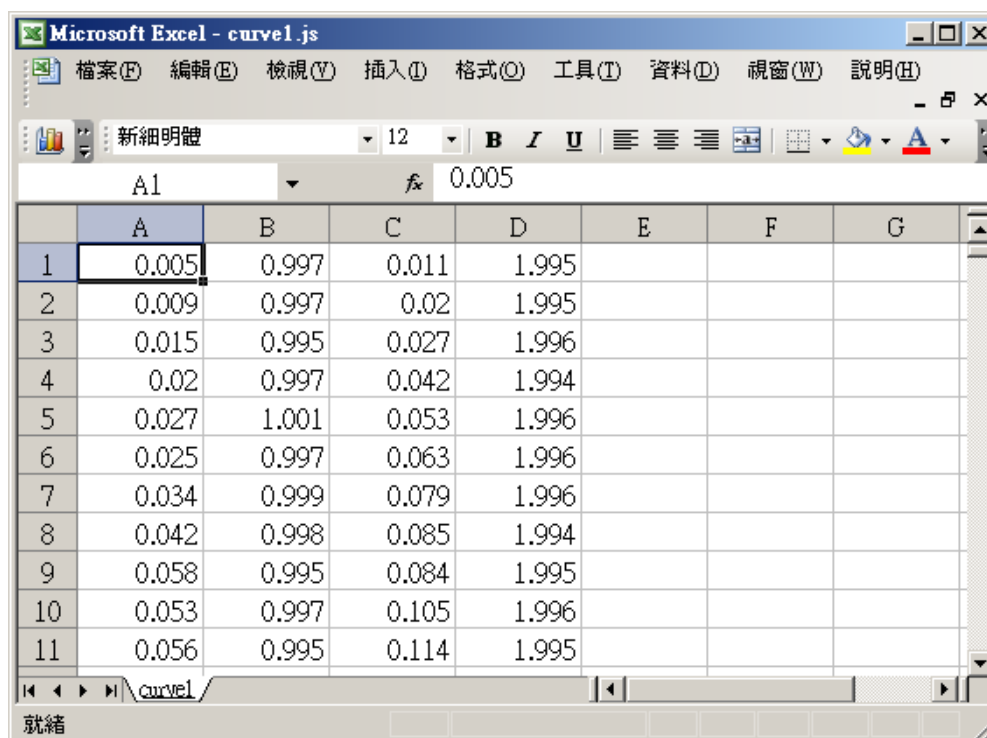 Microsoft Excel - curve1.js
檔案(F) 編輯(E) 檢視(V) 插入(I) 格式(O) 工具(T) 資料(D) 視窗(W) 說明(H)
新細明體 12 B I U A
A1 fx 0.005
A B C D E F G
1 0.005 0.997 0.011 1.995
2 0.009 0.997 0.02 1.995
3 0.015 0.995 0.027 1.996
4 0.02 0.997 0.042 1.994
5 0.027 1.001 0.053 1.996
6 0.025 0.997 0.063 1.996
7 0.034 0.999 0.079 1.996
8 0.042 0.998 0.085 1.994
9 0.058 0.995 0.084 1.995
10 0.053 0.997 0.105 1.996
11 0.056 0.995 0.114 1.995
curve1
就緒